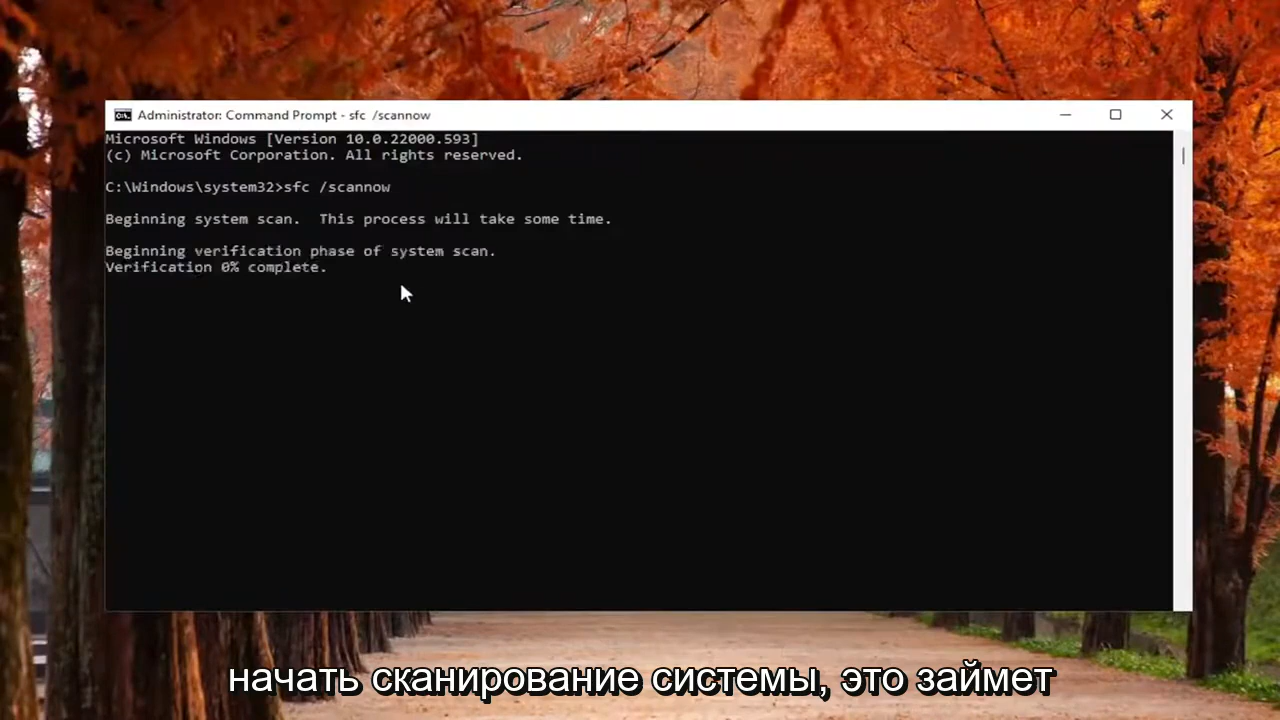 Administrator: Command Prompt - sfc /scannow
Microsoft Windows [Version 10.0.22000.593]
(c) Microsoft Corporation. All rights reserved.
C:\Windows\system32>sfc /scannow
Beginning system scan.  This process will take some time.
Beginning verification phase of system scan.
Verification 0% complete.
начать сканирование системы, это займет